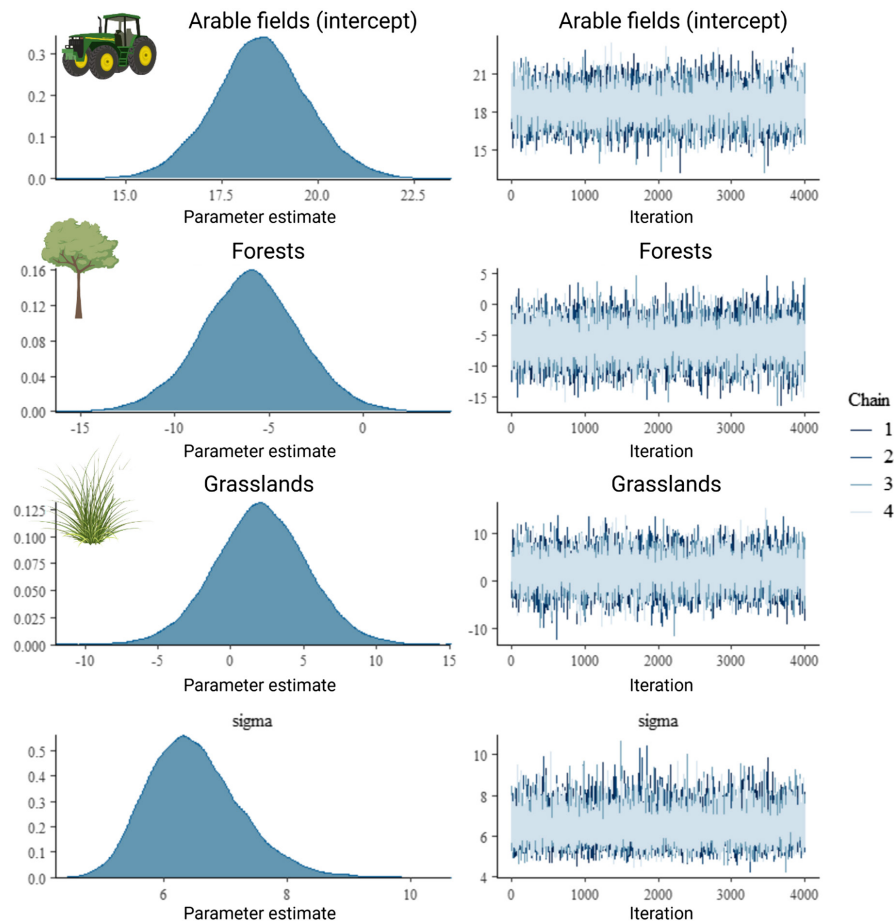 Arable fields (intercept)
0.3
0.2
0.1
0.0
15.0 17.5 20.0 22.5
Parameter estimate
Arable fields (intercept)
21
18
15
0 1000 2000 3000 4000
Iteration
Forests
0.16
0.12
0.08
0.04
0.00
-15 -10 -5 0
Parameter estimate
Forests
5
0
-5
-10
-15
0 1000 2000 3000 4000
Iteration
Grasslands
0.125
0.100
0.075
0.050
0.025
0.000
-10 -5 0 5 10 15
Parameter estimate
Grasslands
10
0
-10
0 1000 2000 3000 4000
Iteration
sigma
0.5
0.4
0.3
0.2
0.1
0.0
6 8 10
Parameter estimate
sigma
10
8
6
4
0 1000 2000 3000 4000
Iteration
Chain
1
2
3
4